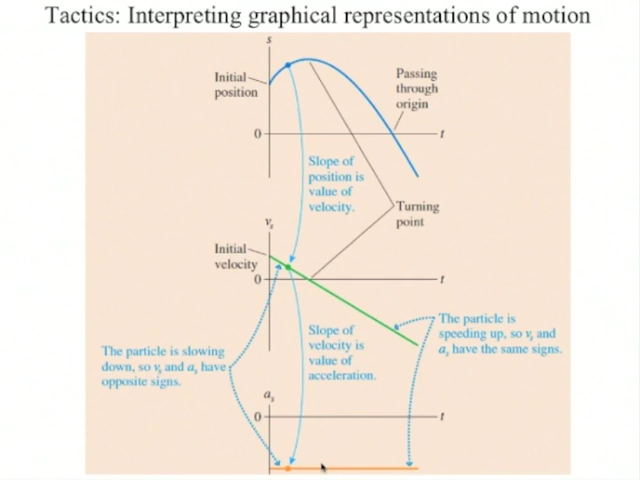 Tactics: Interpreting graphical representations of motion
s
Initial
position
Passing
through
origin
0
t
Slope of
position is
value of
velocity.
Turning
point
vs
Initial
velocity
0
t
The particle is
speeding up, so vs and
as have the same signs.
Slope of
velocity is
value of
acceleration.
The particle is slowing
down, so vs and as have
opposite signs.
as
0
t